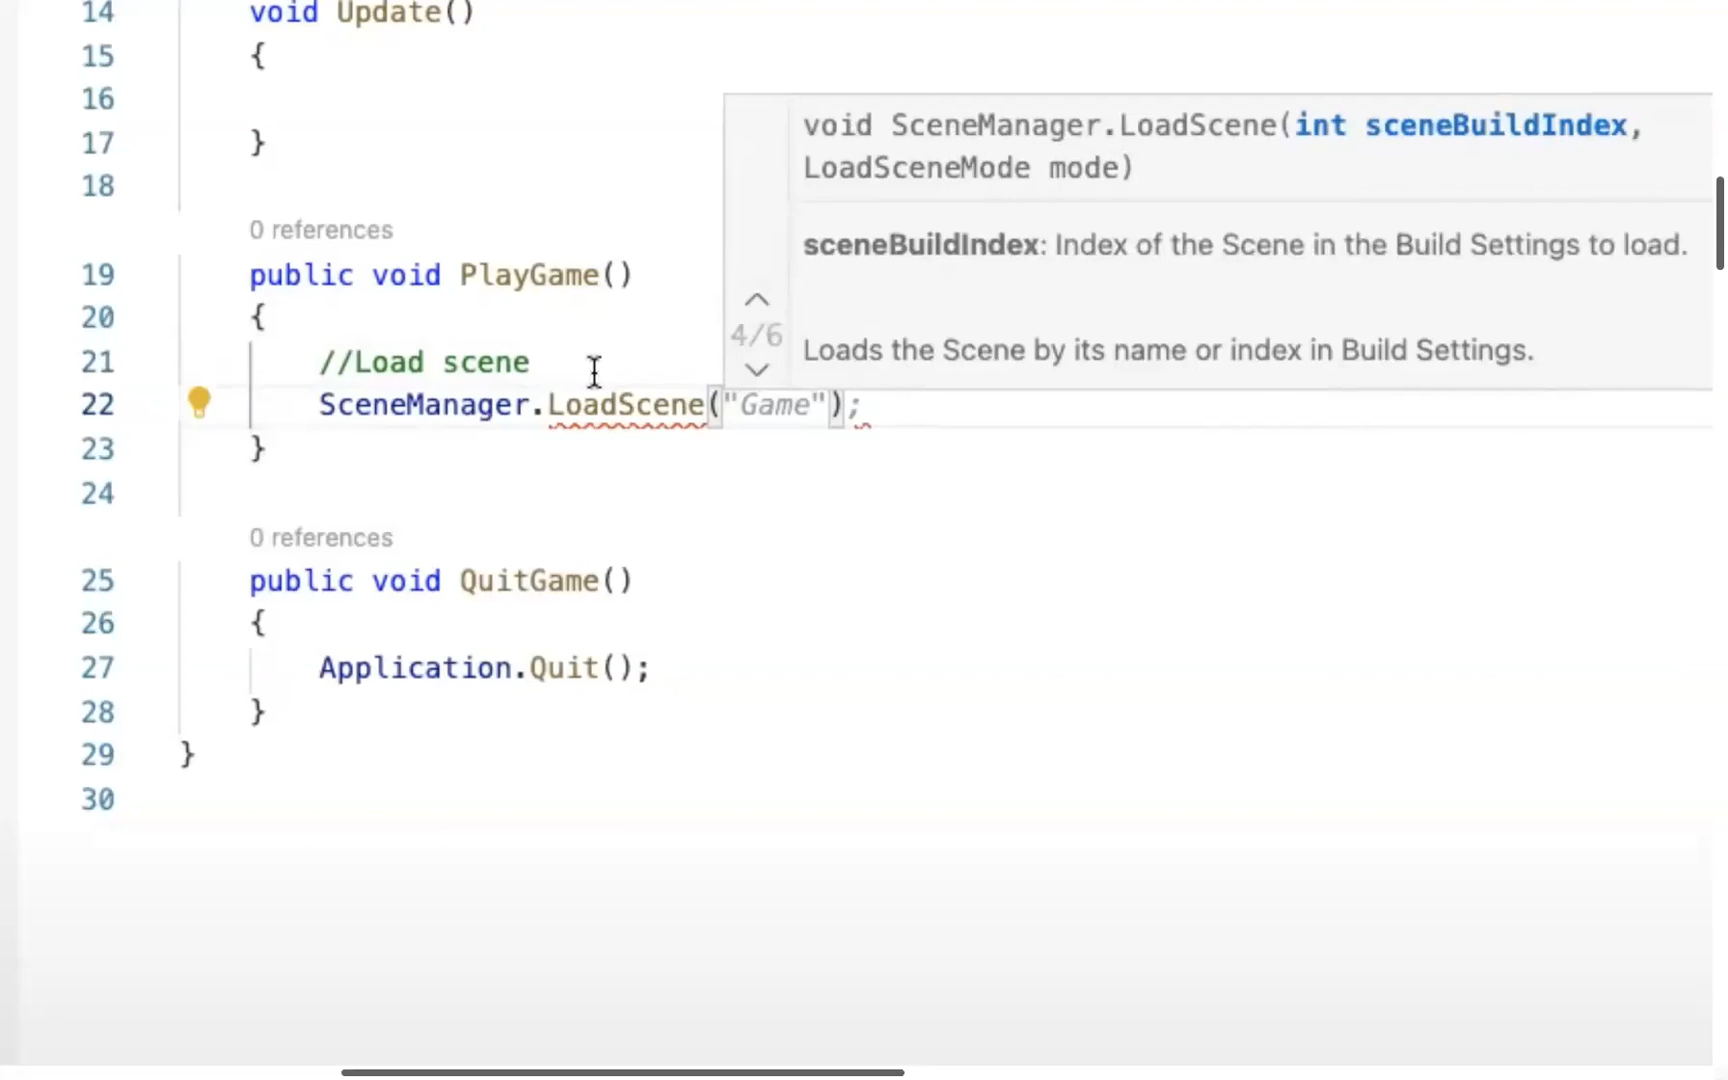 14 void Update()
15 {
16
17 }
18
0 references
19 public void PlayGame()
20 {
21 //Load scene
22 SceneManager.LoadScene("Game");
23 }
24
0 references
25 public void QuitGame()
26 {
27 Application.Quit();
28 }
29 }
30
void SceneManager.LoadScene(int sceneBuildIndex,
LoadSceneMode mode)
sceneBuildIndex: Index of the Scene in the Build Settings to load.
4/6
Loads the Scene by its name or index in Build Settings.